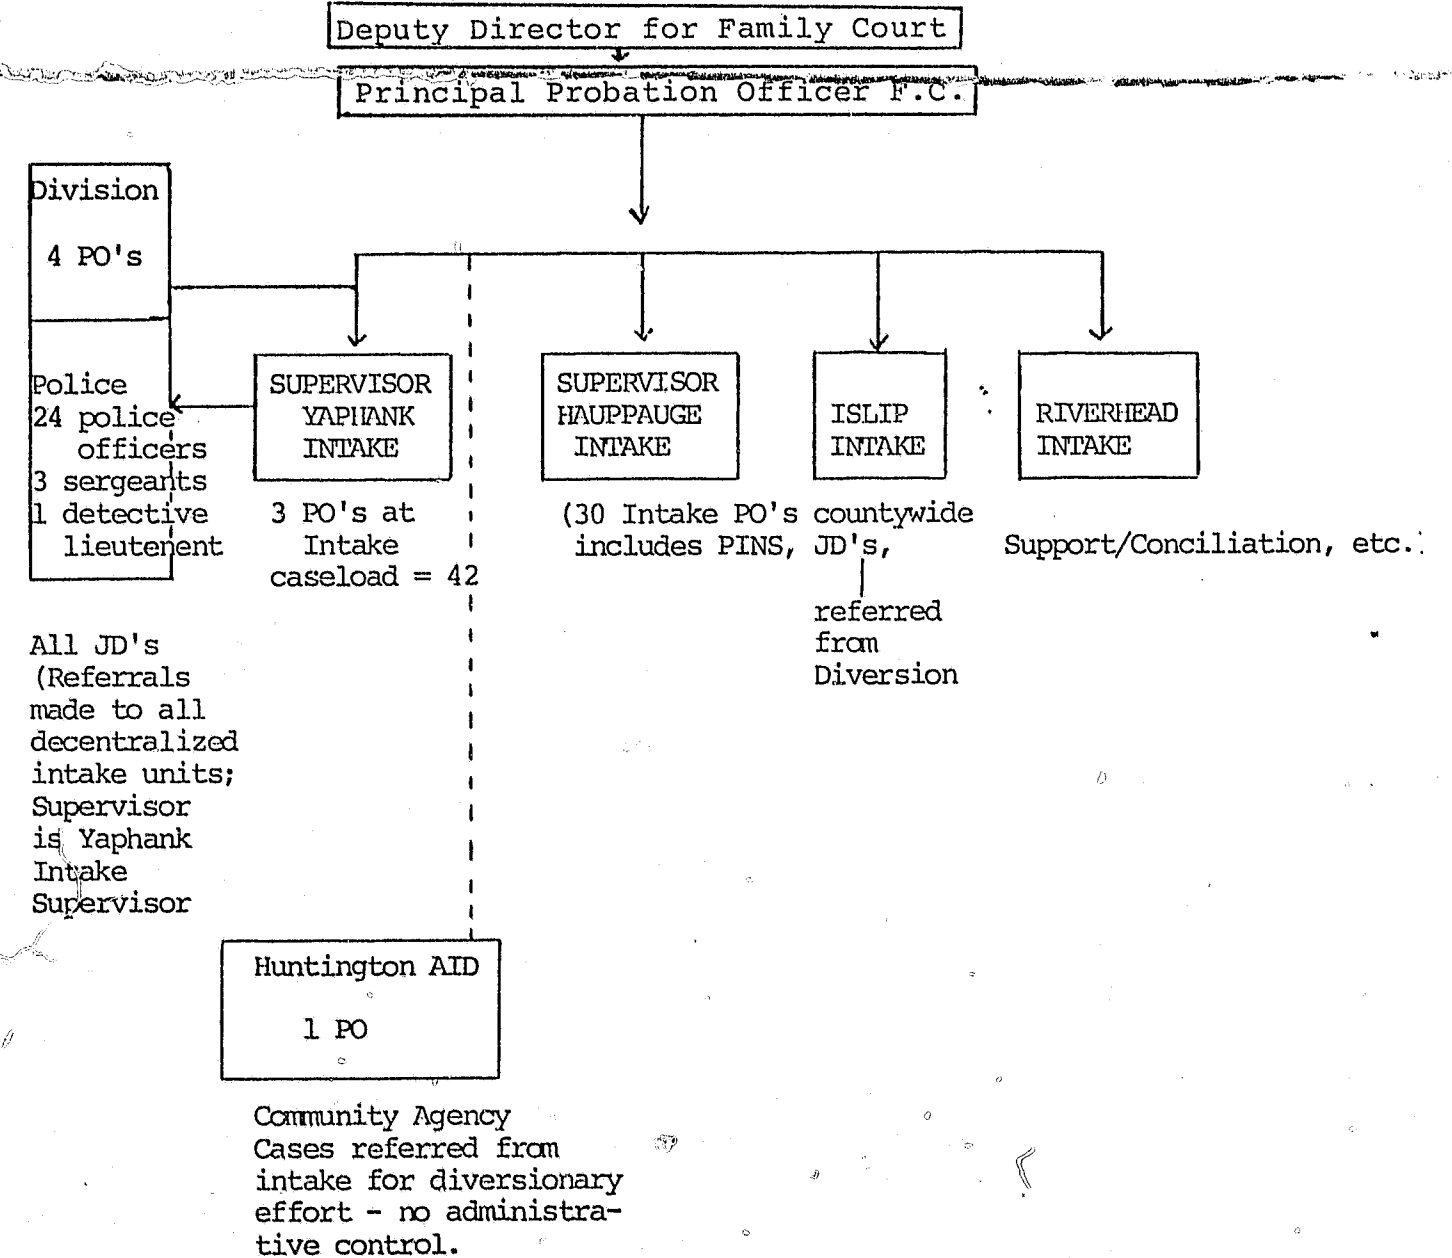 Deputy Director for Family Court
Principal Probation Officer F.C.
Division
4 PO's
Police
24 police
officers
3 sergeants
1 detective
lieutenent
SUPERVISOR
YAPHANK
INTAKE
SUPERVISOR
HAUPPAUGE
INTAKE
ISLIP
INTAKE
RIVERHEAD
INTAKE
3 PO's at
Intake
caseload = 42
(30 Intake PO's countywide
includes PINS, JD's,
Support/Conciliation, etc.)
referred
from
Diversion
All JD's
(Referrals
made to all
decentralized
intake units;
Supervisor
is Yaphank
Intake
Supervisor
Huntington AID
1 PO
Community Agency
Cases referred from
intake for diversionary
effort - no administra-
tive control.